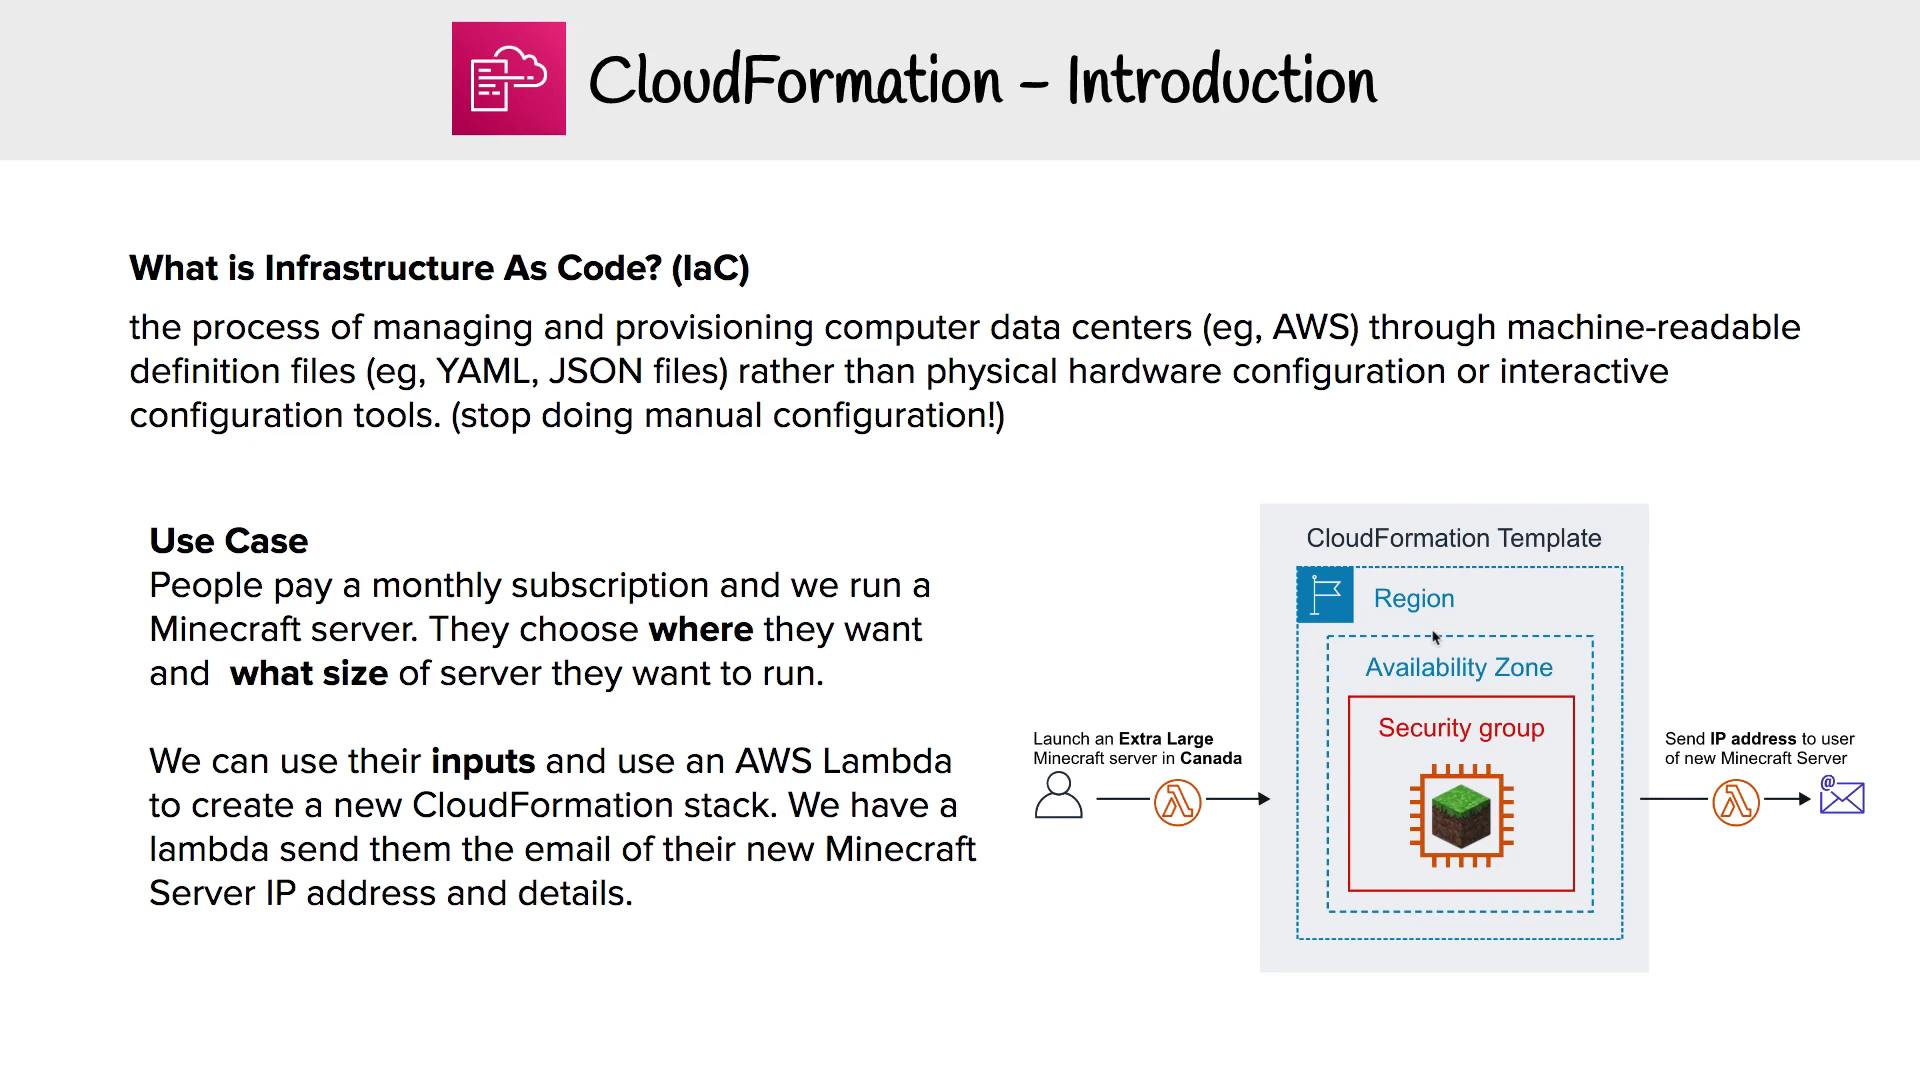 CloudFormation – Introduction
What is Infrastructure As Code? (IaC)
the process of managing and provisioning computer data centers (eg, AWS) through machine-readable
definition files (eg, YAML, JSON files) rather than physical hardware configuration or interactive
configuration tools. (stop doing manual configuration!)
Use Case
People pay a monthly subscription and we run a
Minecraft server. They choose where they want
and what size of server they want to run.
We can use their inputs and use an AWS Lambda
to create a new CloudFormation stack. We have a
lambda send them the email of their new Minecraft
Server IP address and details.
Launch an Extra Large
Minecraft server in Canada
CloudFormation Template
Region
Availability Zone
Security group
Send IP address to user
of new Minecraft Server
@